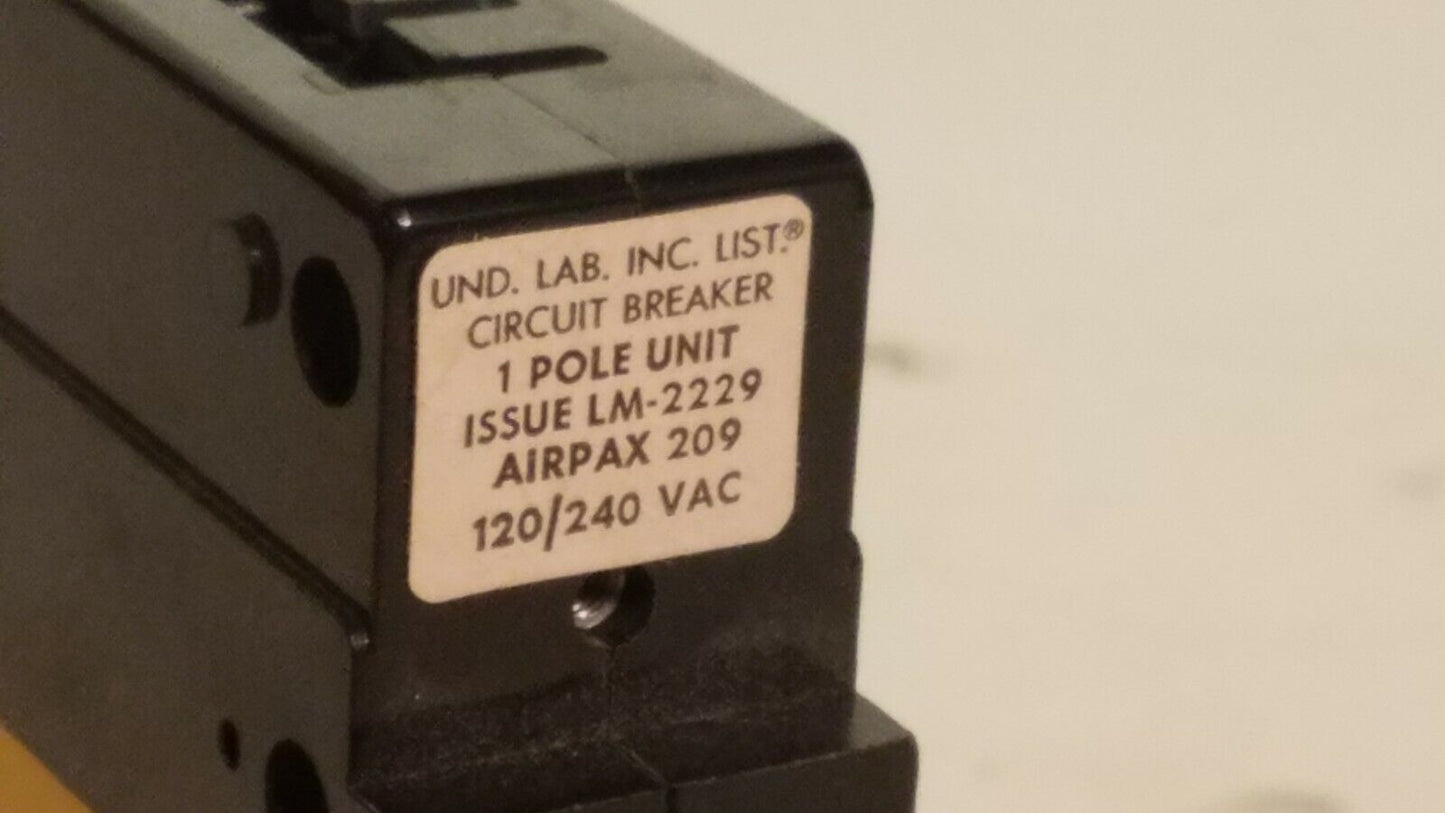 UND. LAB. INC. LIST.®
CIRCUIT BREAKER
1 POLE UNIT
ISSUE LM-2229
AIRPAX 209
120/240 VAC